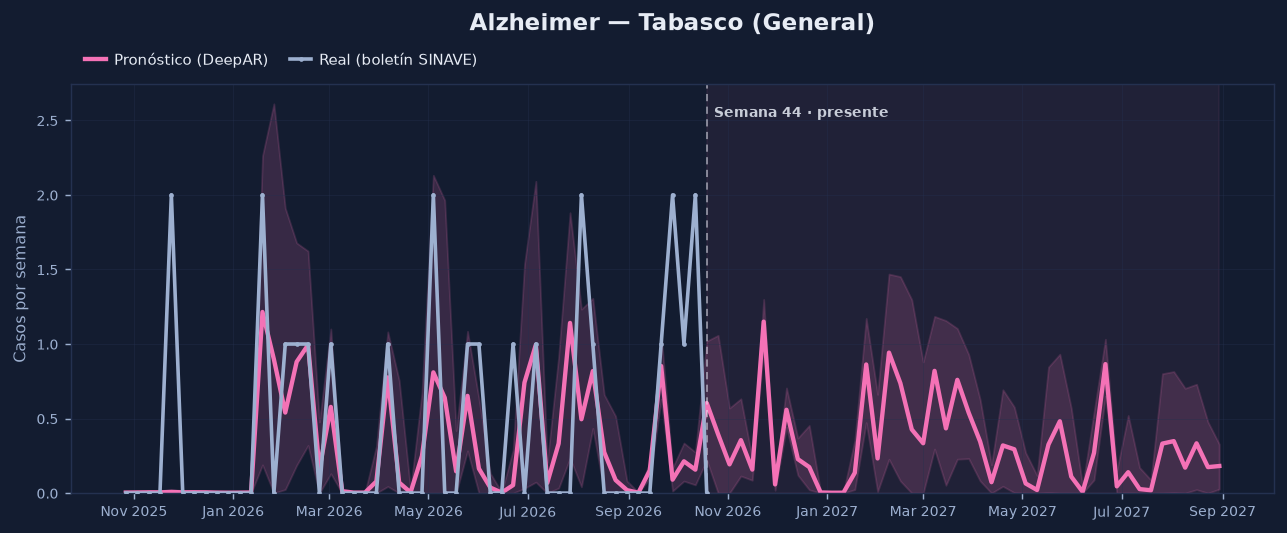 Alzheimer — Tabasco (General)
Pronóstico (DeepAR)
Real (boletín SINAVE)
Semana 44 · presente
Casos por semana
2.5
2.0
1.5
1.0
0.5
0.0
Nov 2025
Jan 2026
Mar 2026
May 2026
Jul 2026
Sep 2026
Nov 2026
Jan 2027
Mar 2027
May 2027
Jul 2027
Sep 2027